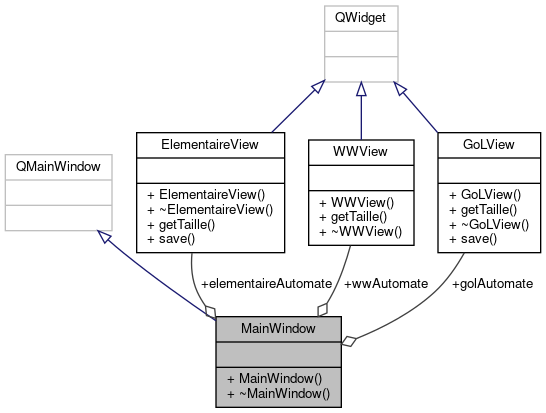 QWidget
ElementaireView
+ ElementaireView()
+ ~ElementaireView()
+ getTaille()
+ save()
WWView
+ WWView()
+ getTaille()
+ ~WWView()
GoLView
+ GoLView()
+ getTaille()
+ ~GoLView()
+ save()
QMainWindow
+elementaireAutomate
+wwAutomate
+golAutomate
MainWindow
+ MainWindow()
+ ~MainWindow()